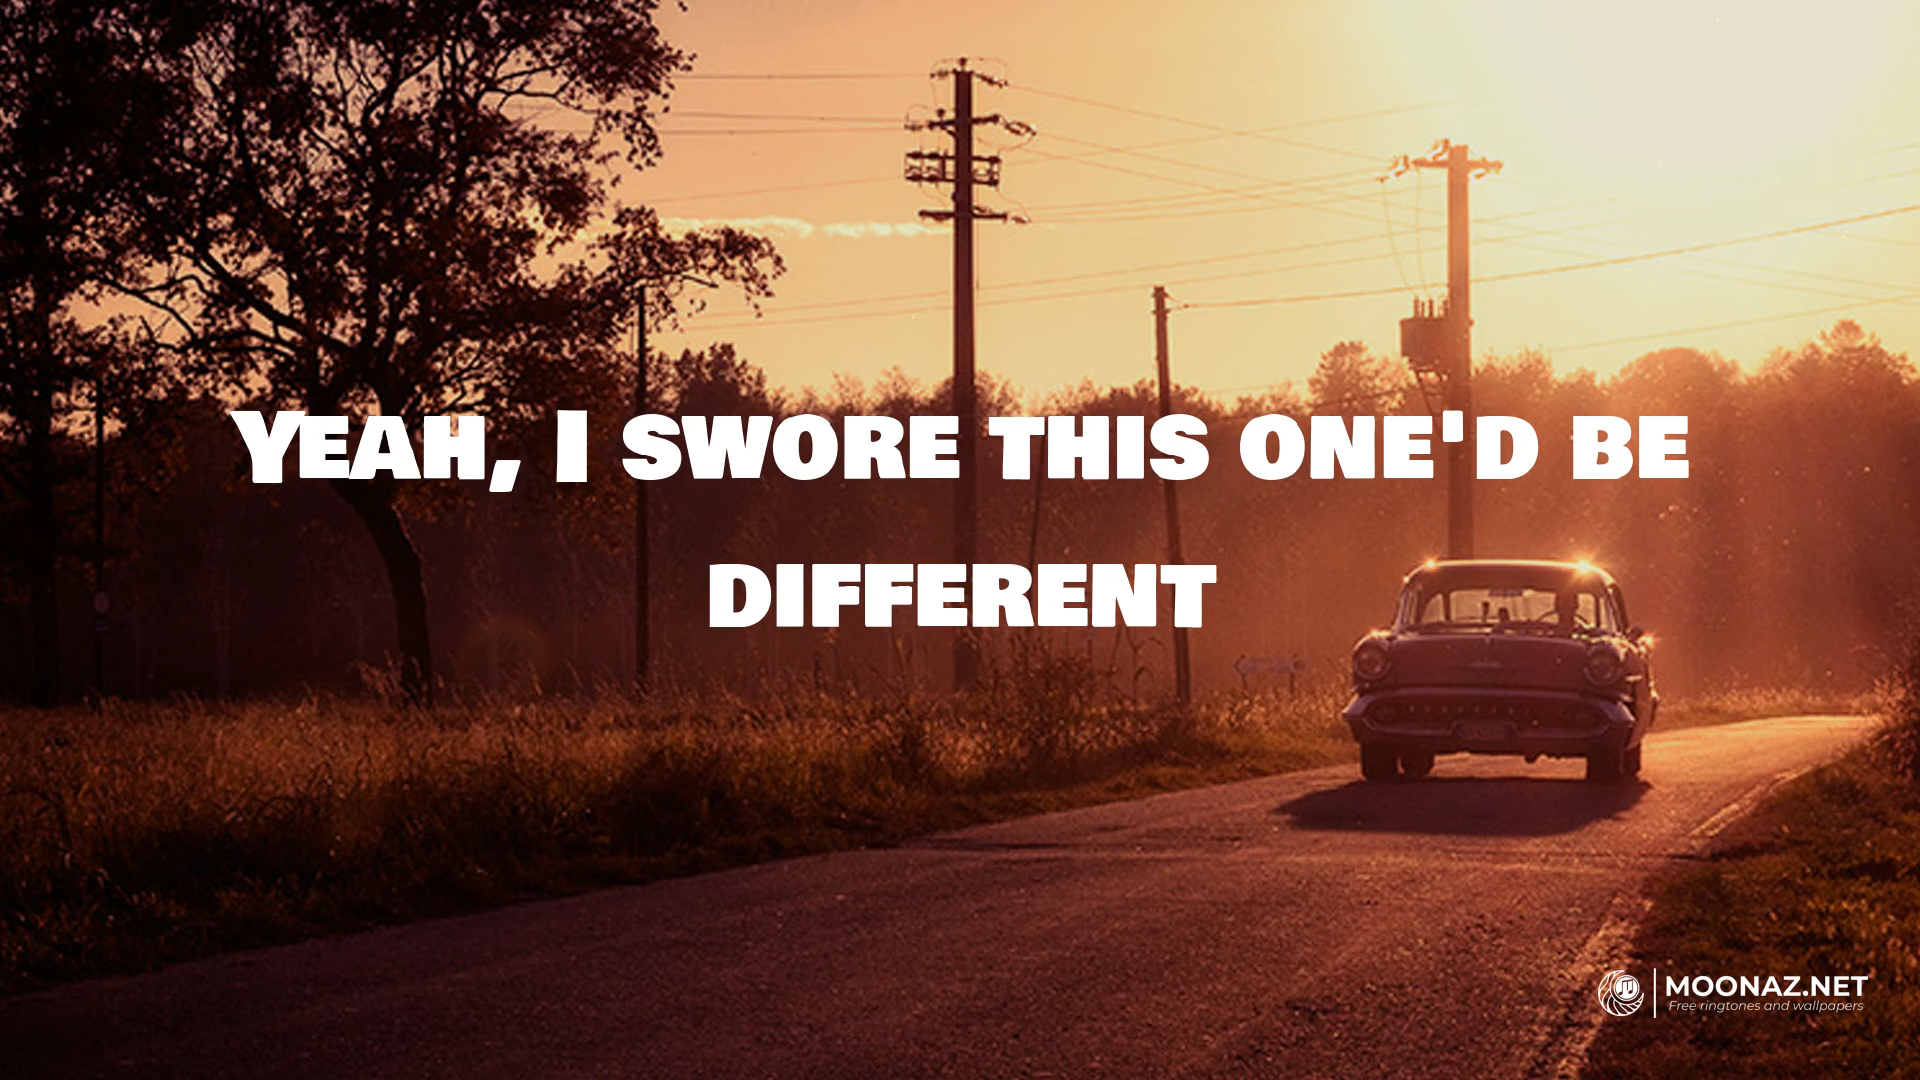 Yeah, I swore this one'd be
different
MOONAZ.NET
Free ringtones and wallpapers